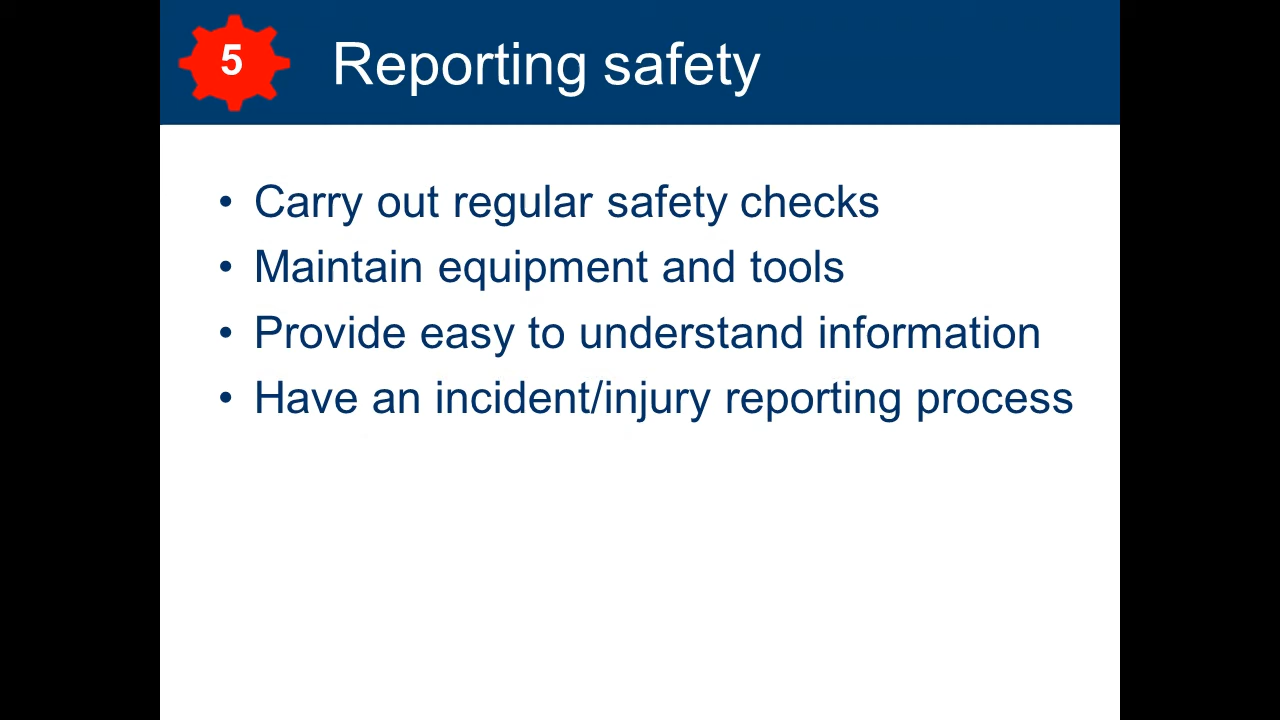 5
Reporting safety
• Carry out regular safety checks
• Maintain equipment and tools
• Provide easy to understand information
• Have an incident/injury reporting process